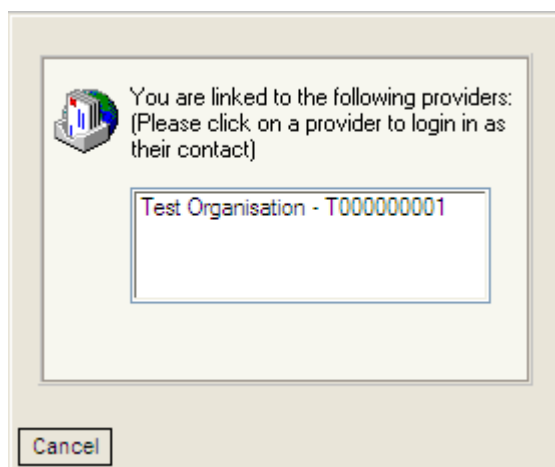 You are linked to the following providers:
(Please click on a provider to login in as
their contact)
Test Organisation - T000000001
Cancel